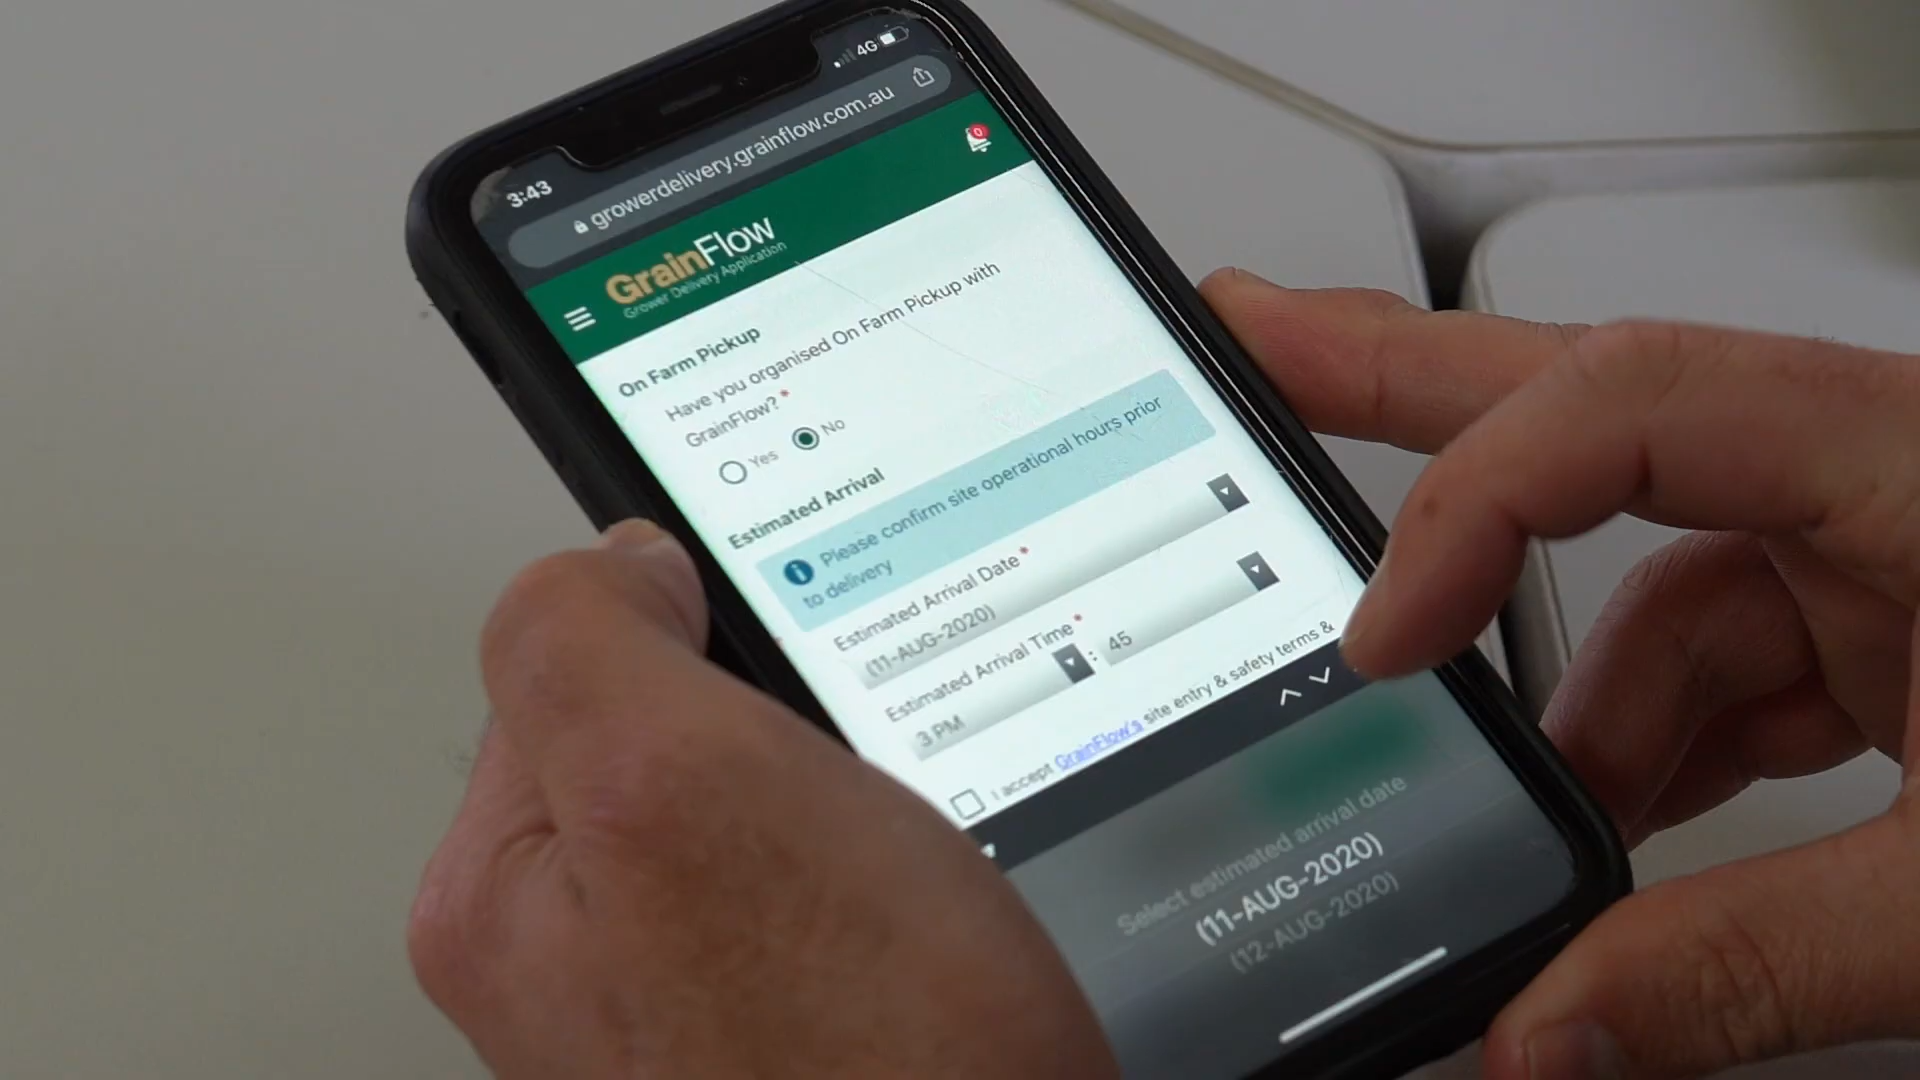 3:43
4G
growerdelivery.grainflow.com.au
0
GrainFlow
Grower Delivery Application
On Farm Pickup
Have you organised On Farm Pickup with
GrainFlow? *
Yes No
Estimated Arrival
Please confirm site operational hours prior
to delivery
Estimated Arrival Date *
(11-AUG-2020)
Estimated Arrival Time *
3 PM : 45
I accept GrainFlow's site entry & safety terms &
Select estimated arrival date
(11-AUG-2020)
(12-AUG-2020)